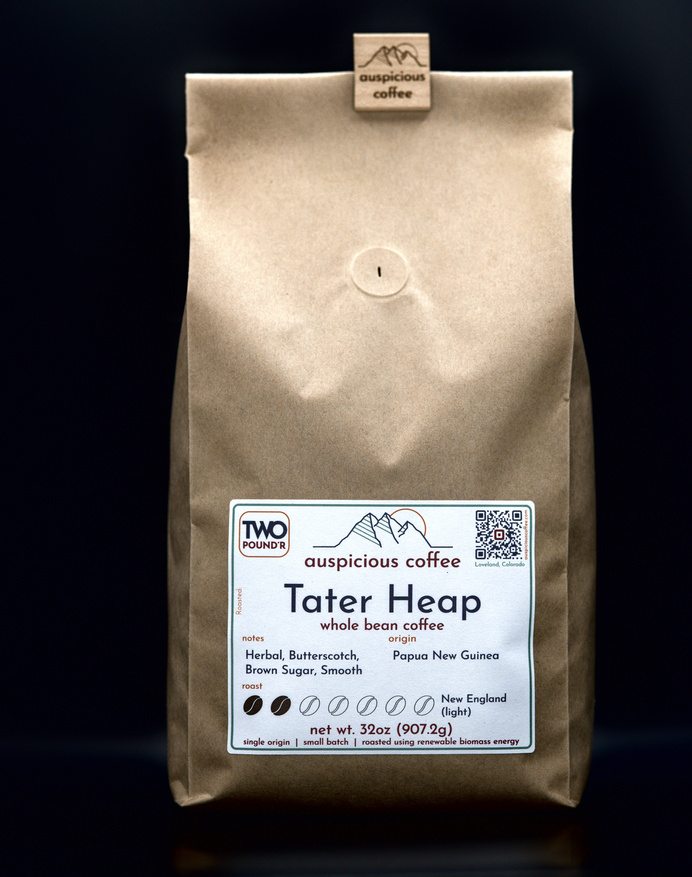 auspicious
coffee
TWO
POUND'R
auspicious coffee
Loveland, Colorado
Roasted:
Tater Heap
whole bean coffee
notes
origin
Herbal, Butterscotch,
Brown Sugar, Smooth
Papua New Guinea
roast
New England
(light)
net wt. 32oz (907.2g)
single origin | small batch | roasted using renewable biomass energy